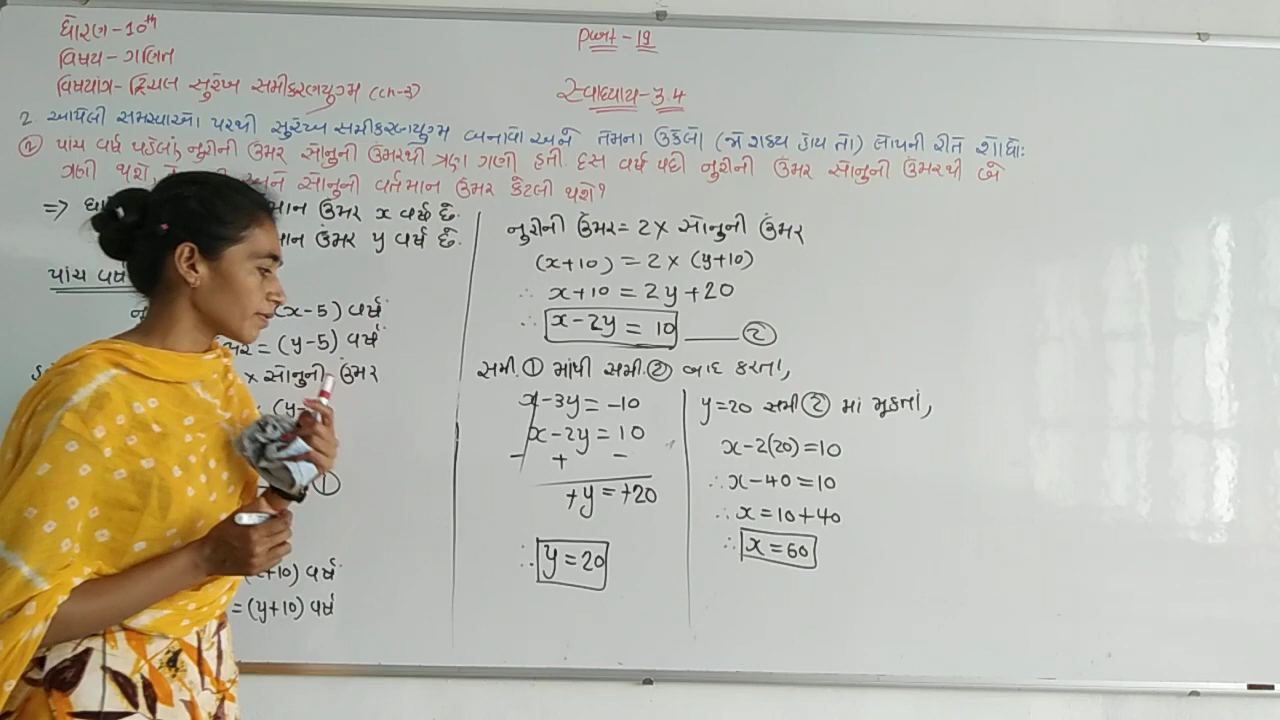 ધોરણ-10th
વિષય-ગણિત
વિષયાંગ-દ્વિચલ સુરેખ સમીકરણયુગ્મ (ch-3)
Part-19
સ્વાધ્યાય-3.4
2. આપેલી સમસ્યાઓ પરથી સુરેખ સમીકરણયુગ્મ બનાવો અને તેમના ઉકેલો (જો શક્ય હોય તો) લોપની રીતે શોધો:
② પાંચ વર્ષ પહેલાં, નુરીની ઉંમર સોનુની ઉંમરથી ત્રણ ગણી હતી. દસ વર્ષ પછી નુરીની ઉંમર સોનુની ઉંમરથી બે
ગણી થશે, અને સોનુની વર્તમાન ઉંમર કેટલી થશે?
=> ઉંમર x વર્ષ છે.
ઉંમર y વર્ષ છે.
પાંચ વર્ષ
(x-5) વર્ષ
= (y-5) વર્ષ
x સોનુની ઉંમર
(y-
①
+10) વર્ષ
= (y+10) વર્ષ
નુરીની ઉંમર = 2 x સોનુની ઉંમર
(x+10) = 2 x (y+10)
∴ x+10 = 2y+20
∴ x-2y = 10 ②
સમી. ① માંથી સમી. ② બાદ કરતા,
x-3y = -10
x-2y = 10
- + -
+y = +20
∴ y = 20
y=20 સમી ② માં મૂકતાં,
x-2(20) = 10
∴ x-40 = 10
∴ x = 10+40
∴ x = 60